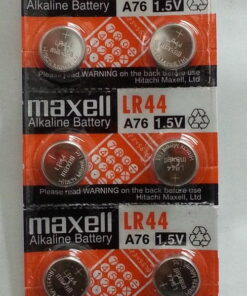 Alkaline Battery A76 1.5V
Please read WARNING on the back before use.
Hitachi Maxell, Ltd.
maxell LR44
Alkaline Battery A76 1.5V
LR44
Please read WARNING on the back before use.
Hitachi Maxell, Ltd.
maxell LR44
Alkaline Battery A76 1.5V
LR44